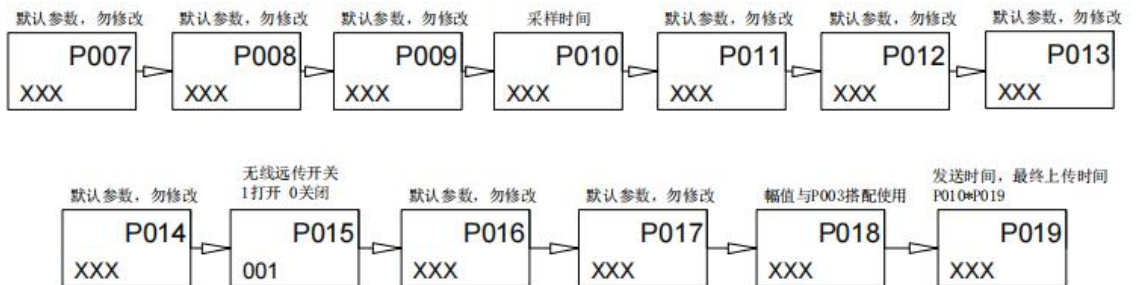 默认参数，勿修改 默认参数，勿修改 默认参数，勿修改 采样时间 默认参数，勿修改 默认参数，勿修改 默认参数，勿修改
P007 P008 P009 P010 P011 P012 P013
XXX XXX XXX XXX XXX XXX XXX
无线远传开关 发送时间，最终上传时间
默认参数，勿修改 1打开 0关闭 默认参数，勿修改 默认参数，勿修改 幅值与P003搭配使用 P010*P019
P014 P015 P016 P017 P018 P019
XXX 001 XXX XXX XXX XXX